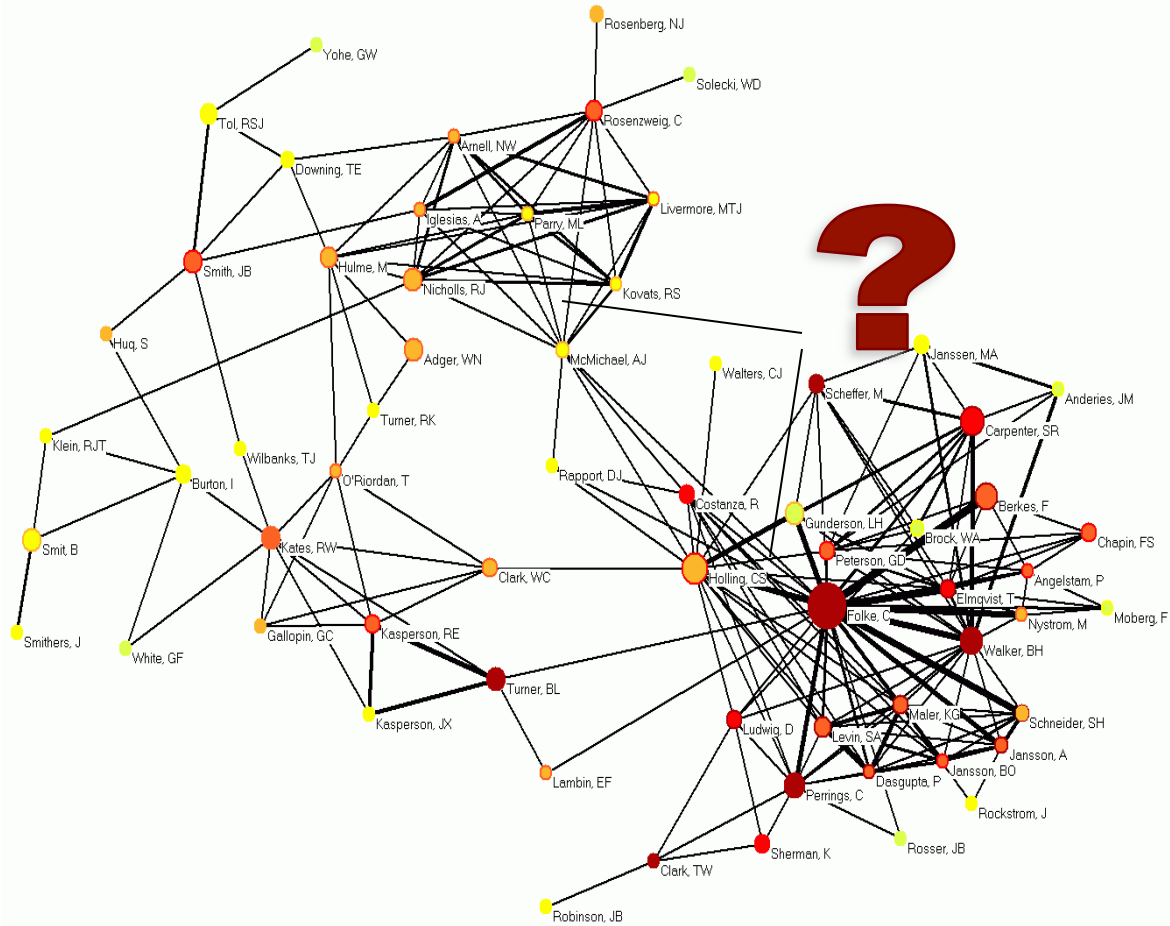 Rosenberg, NJ
Yohe, GW
Solecki, WD
Tol, RSJ
Rosenzweig, C
Arnell, NW
Downing, TE
Livermore, MTJ
Iglesias, A
Parry, ML
?
Smith, JB
Hulme, M
Nicholls, RJ
Kovats, RS
Huq, S
Adger, WN
McMichael, AJ
Janssen, MA
Walters, CJ
Scheffer, M
Anderies, JM
Turner, RK
Carpenter, SR
Klein, RJT
Wilbanks, TJ
Burton, I
O'Riordan, T
Rapport, DJ
Costanza, R
Berkes, F
Gunderson, LH
Brock, WA
Chapin, FS
Smit, B
Kates, RW
Peterson, GD
Clark, WC
Holling, CS
Angelstam, P
Elmqvist, T
Folke, C
Moberg, F
Nystrom, M
Smithers, J
Gallopin, GC
Kasperson, RE
White, GF
Walker, BH
Turner, BL
Kasperson, JX
Maler, KG
Schneider, SH
Ludwig, D
Levin, SA
Jansson, A
Lambin, EF
Dasgupta, P
Jansson, BO
Perrings, C
Rockstrom, J
Rosser, JB
Sherman, K
Clark, TW
Robinson, JB